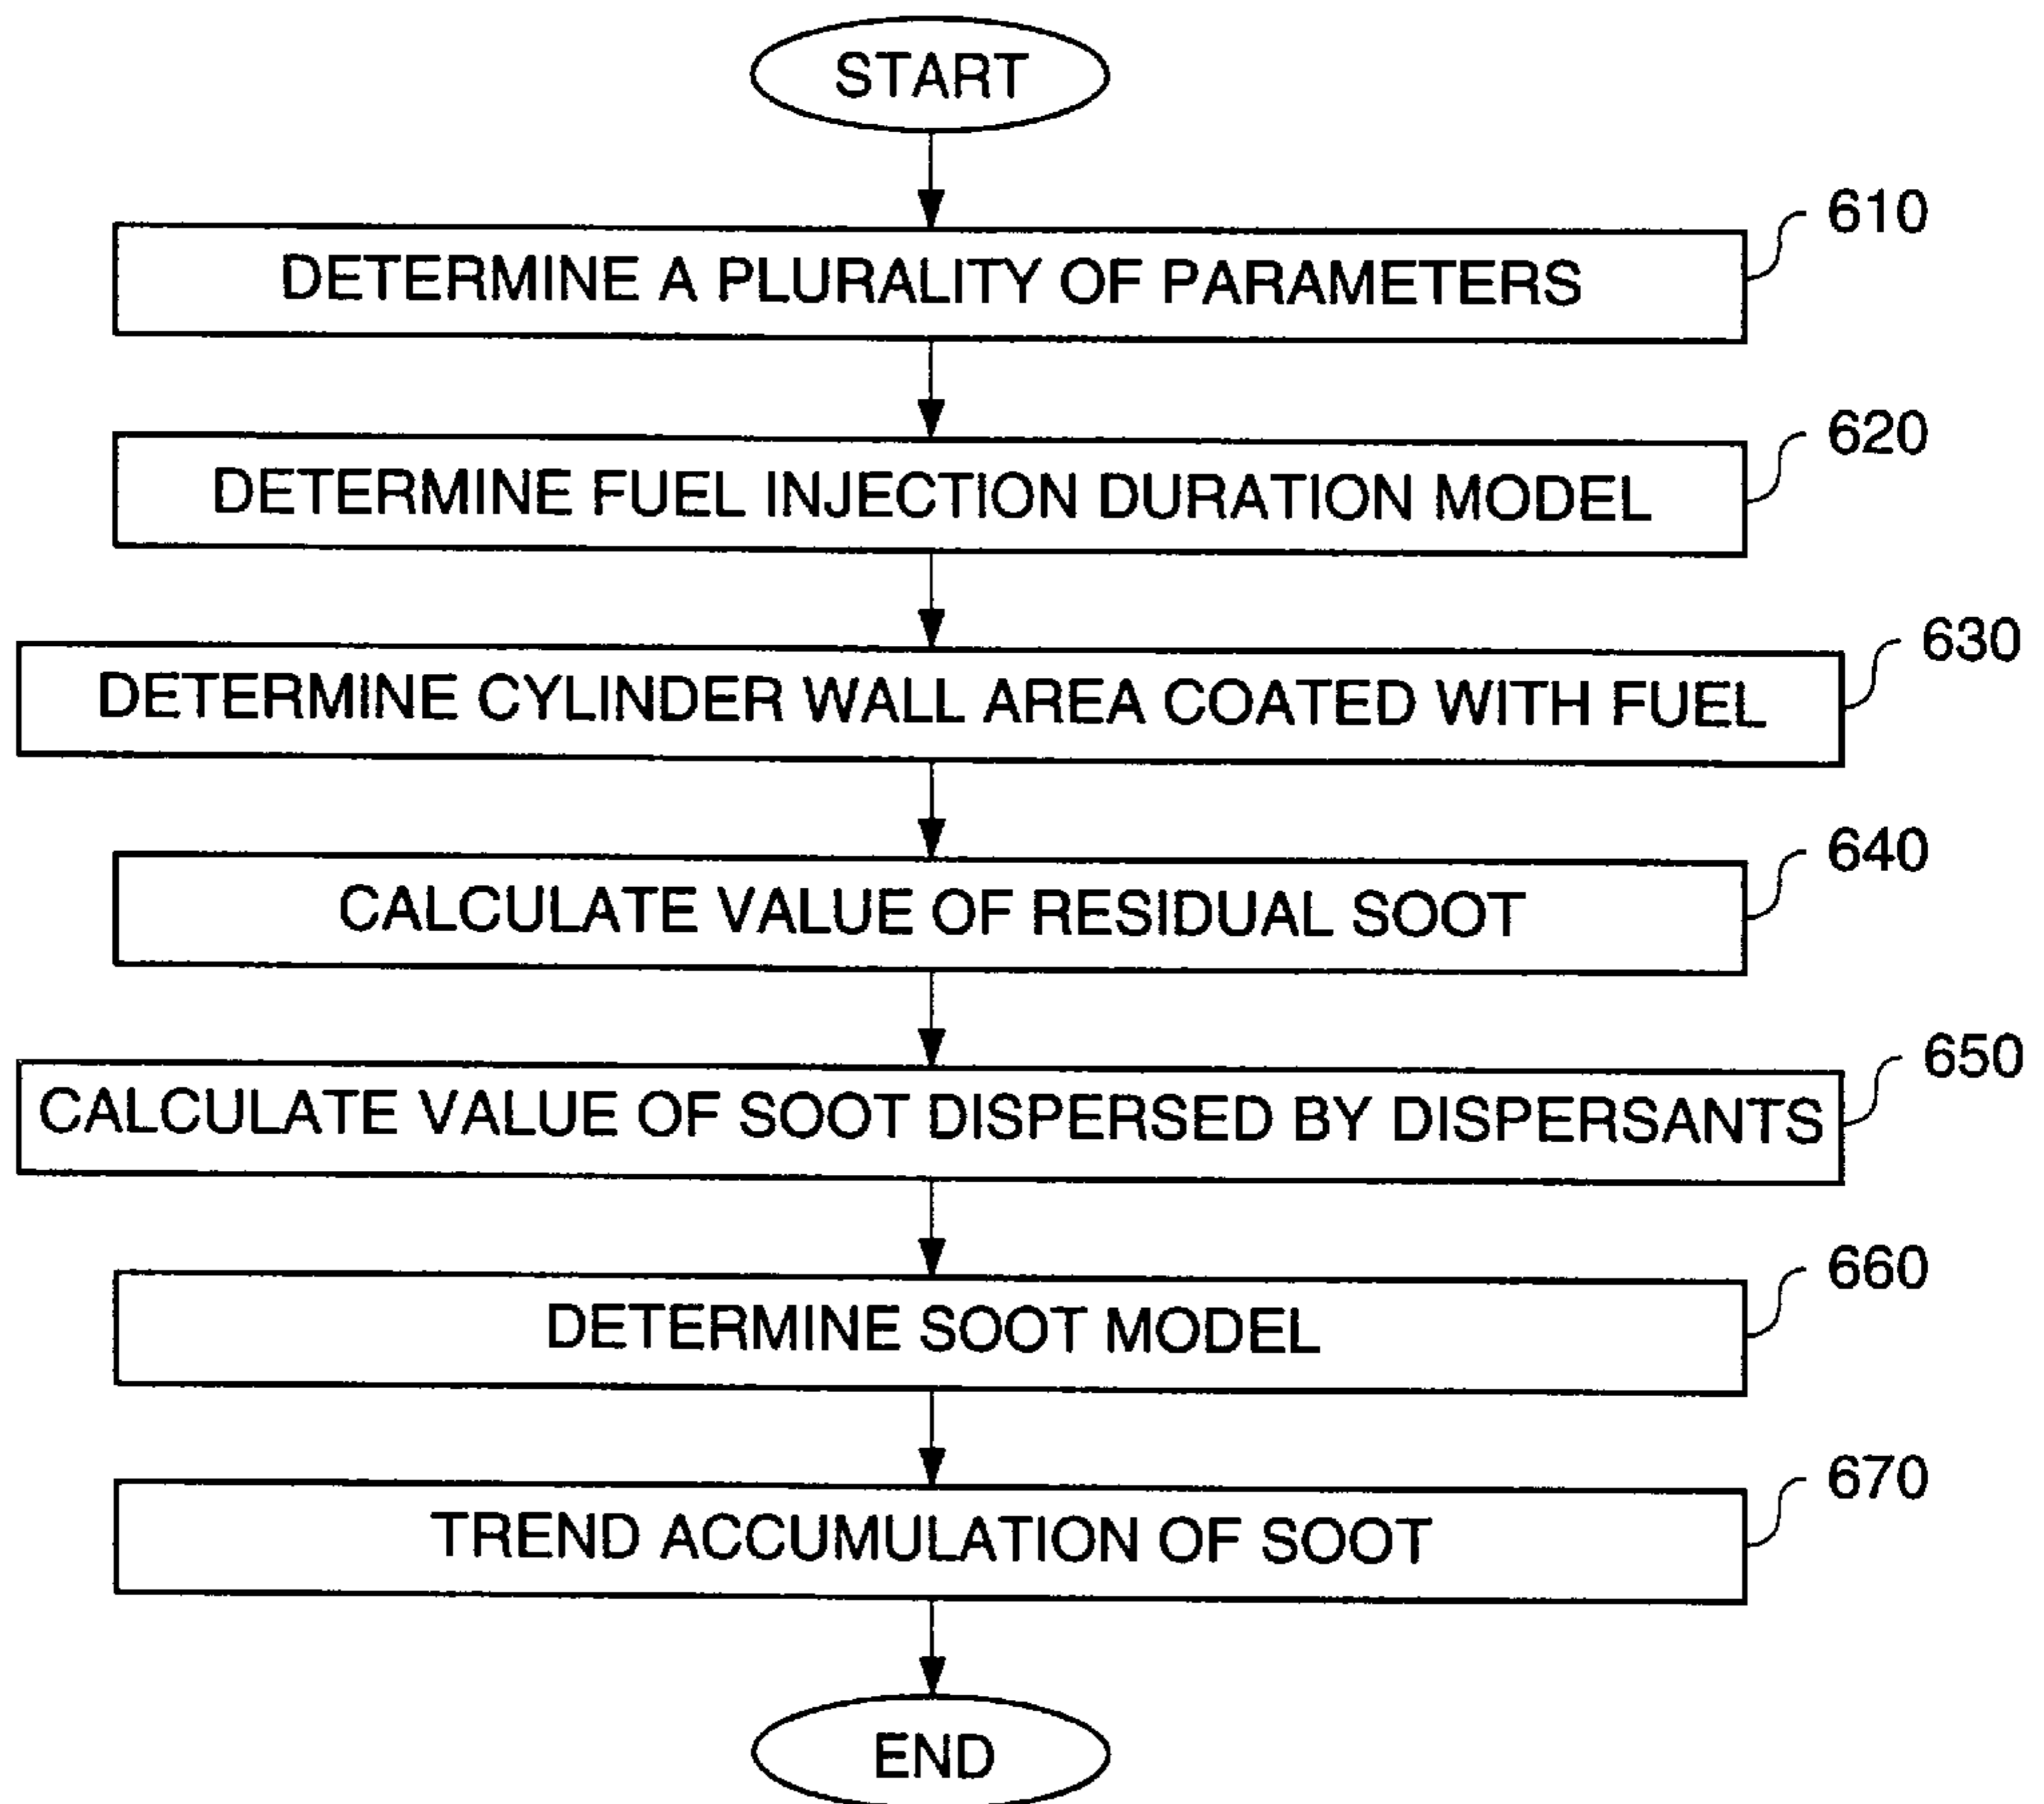 START
610
DETERMINE A PLURALITY OF PARAMETERS
620
DETERMINE FUEL INJECTION DURATION MODEL
630
DETERMINE CYLINDER WALL AREA COATED WITH FUEL
640
CALCULATE VALUE OF RESIDUAL SOOT
650
CALCULATE VALUE OF SOOT DISPERSED BY DISPERSANTS
660
DETERMINE SOOT MODEL
670
TREND ACCUMULATION OF SOOT
END